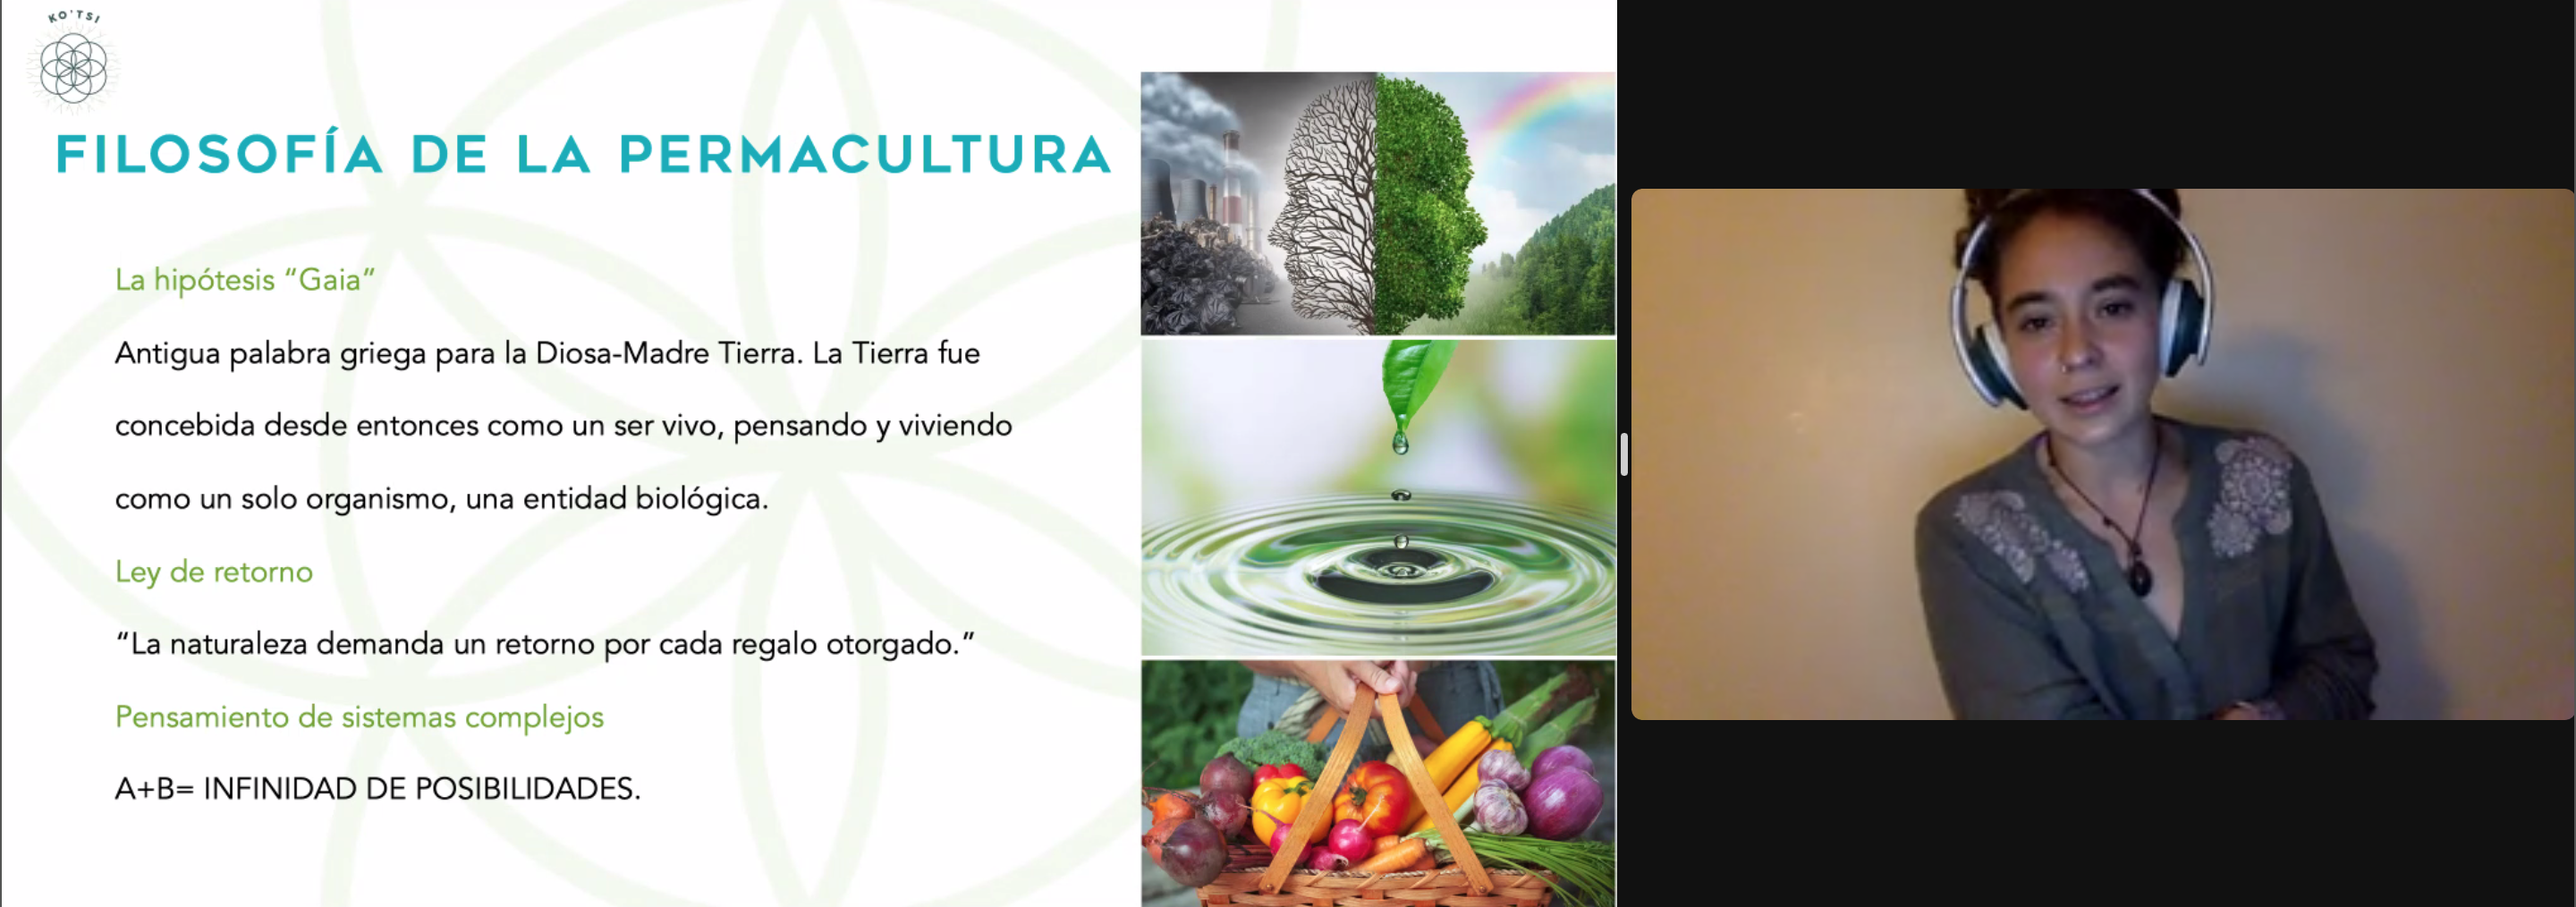 KO'TSI
FILOSOFÍA DE LA PERMACULTURA
La hipótesis “Gaia”
Antigua palabra griega para la Diosa-Madre Tierra. La Tierra fue
concebida desde entonces como un ser vivo, pensando y viviendo
como un solo organismo, una entidad biológica.
Ley de retorno
“La naturaleza demanda un retorno por cada regalo otorgado.”
Pensamiento de sistemas complejos
A+B= INFINIDAD DE POSIBILIDADES.